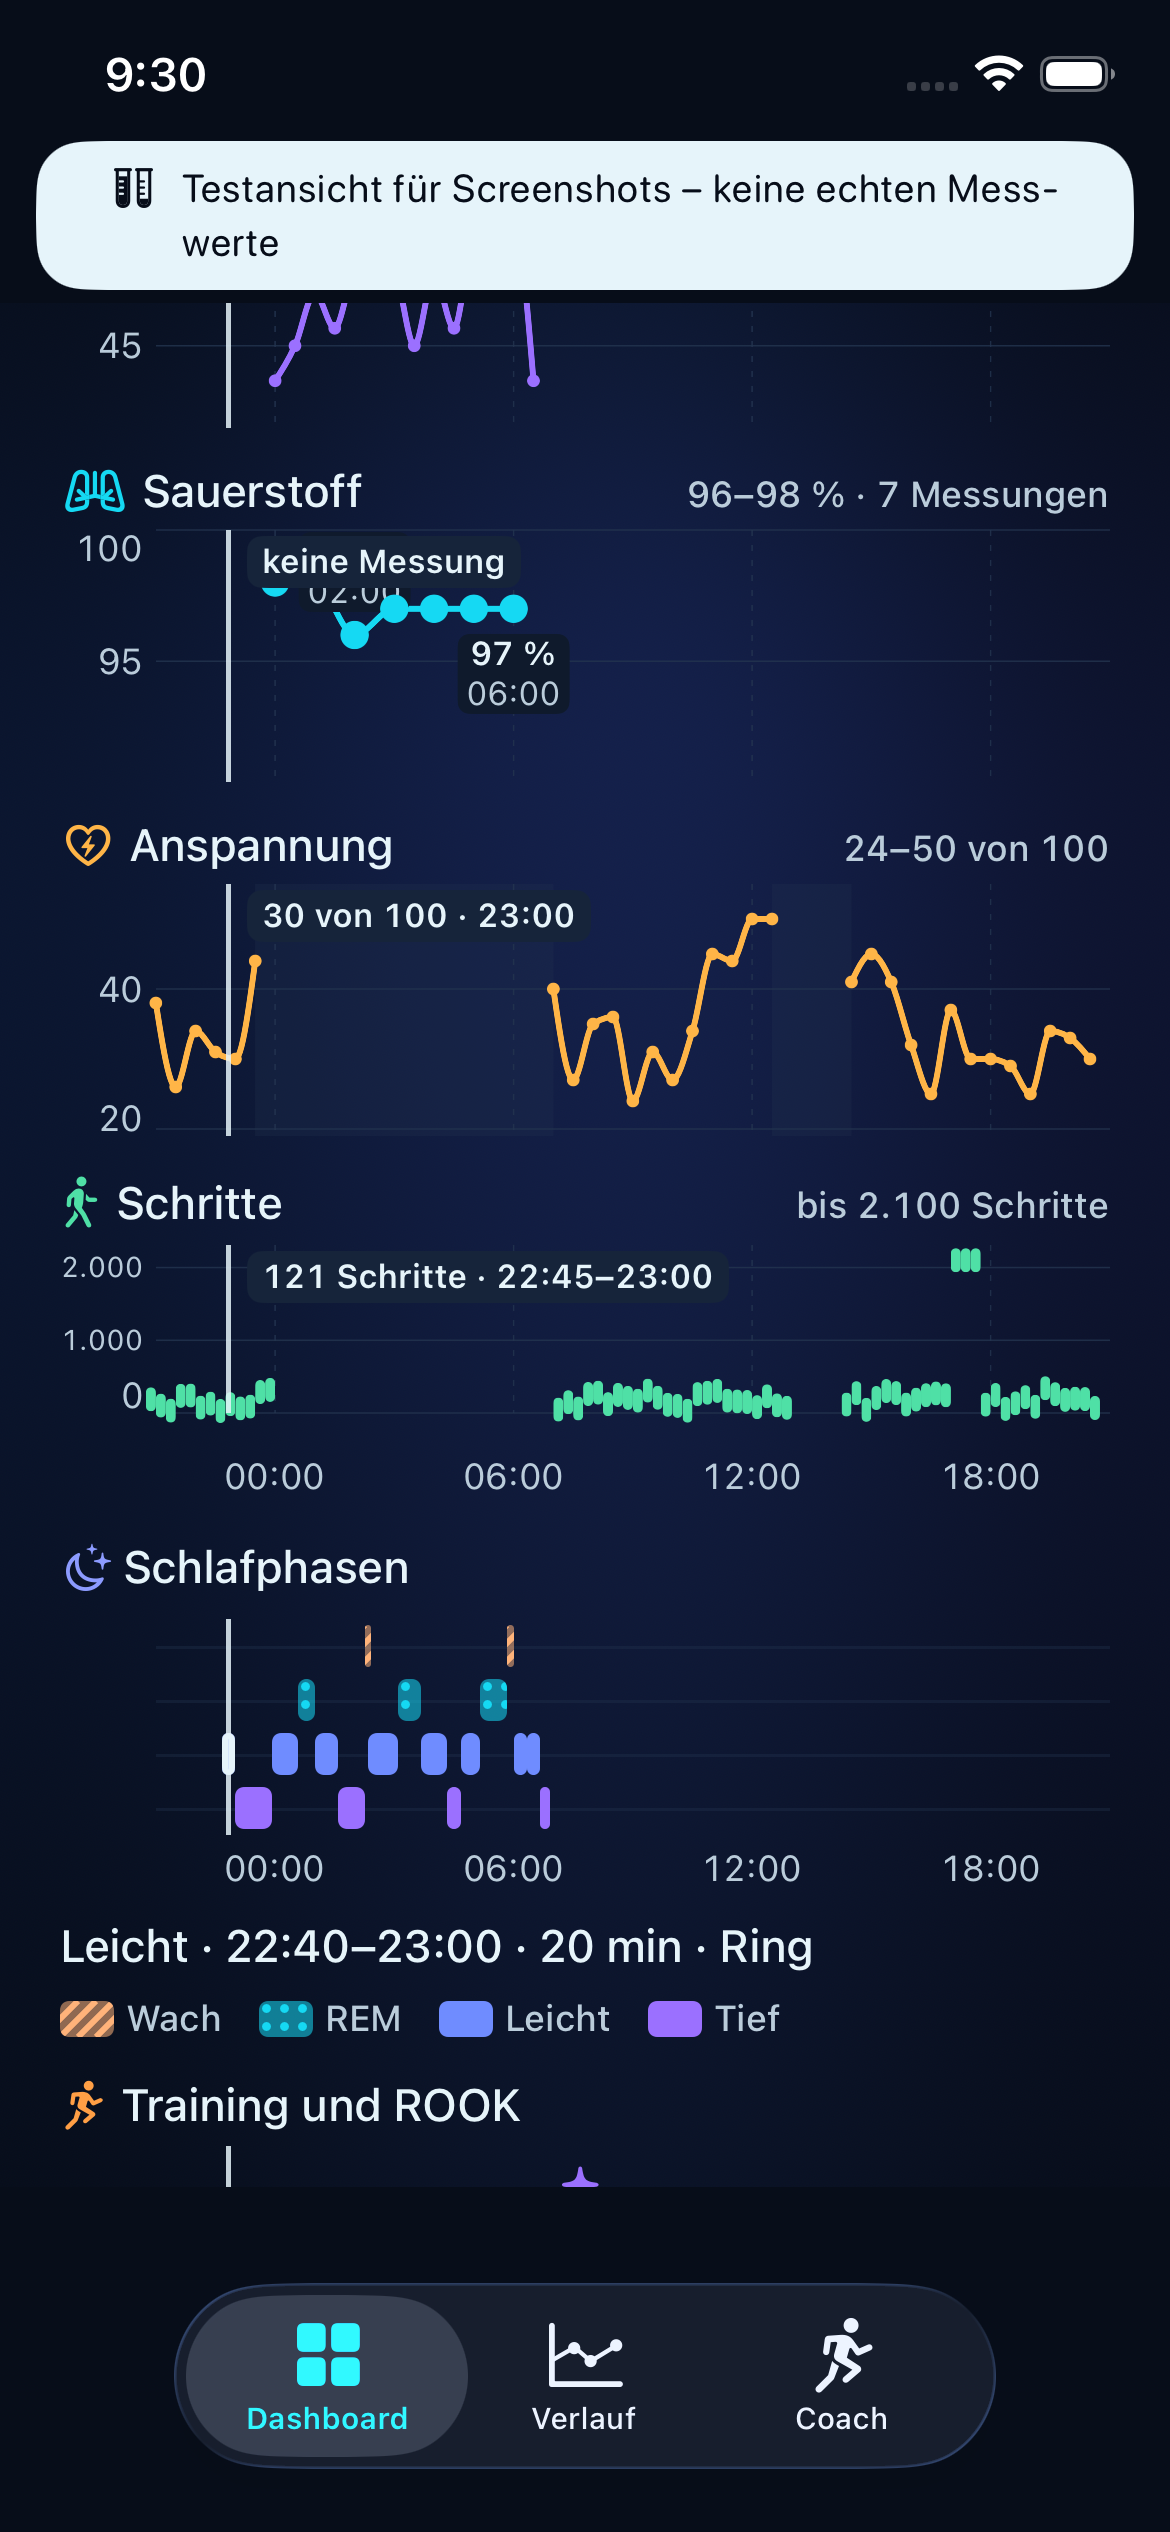 9:30
Testansicht für Screenshots – keine echten Mess-
werte
45
Sauerstoff
96–98 % · 7 Messungen
100
keine Messung
02:00
95
97 %
06:00
Anspannung
24–50 von 100
30 von 100 · 23:00
40
20
Schritte
bis 2.100 Schritte
2.000
121 Schritte · 22:45–23:00
1.000
0
00:00 06:00 12:00 18:00
Schlafphasen
00:00 06:00 12:00 18:00
Leicht · 22:40–23:00 · 20 min · Ring
Wach REM Leicht Tief
Training und ROOK
Dashboard Verlauf Coach